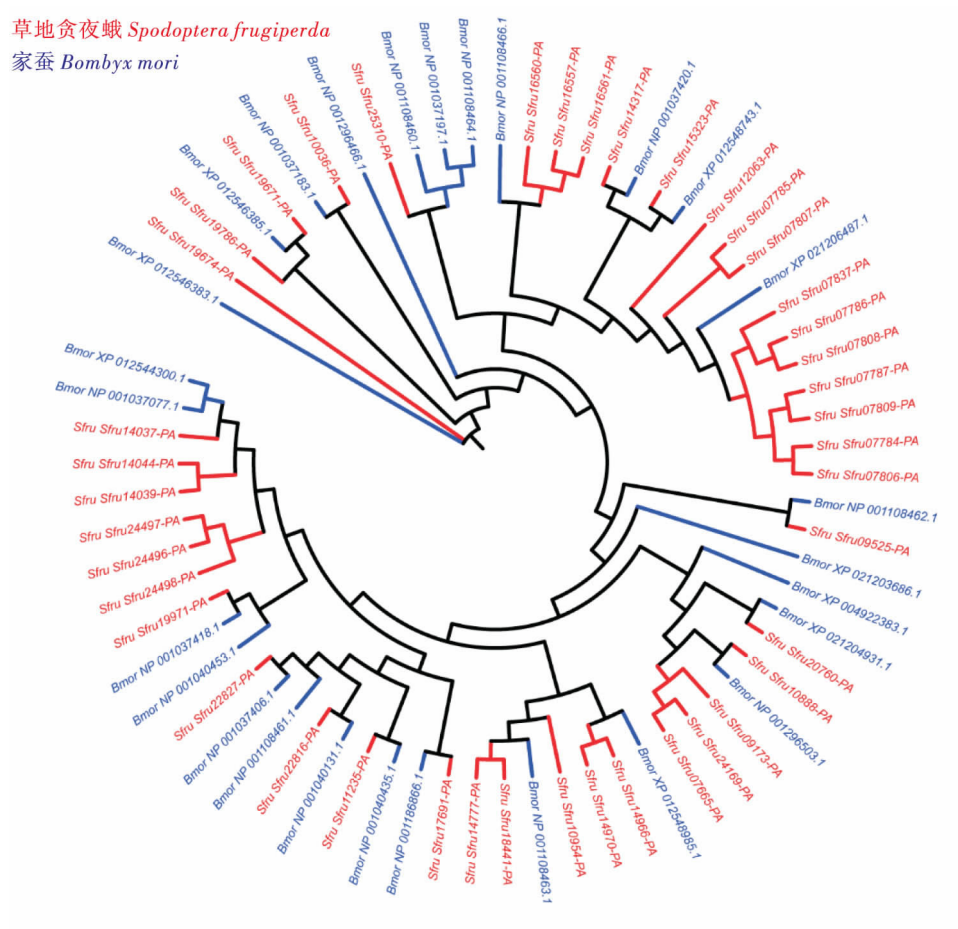 草地贪夜蛾 Spodoptera frugiperda
家蚕 Bombyx mori
Bmor NP 001108466.1
Sfru Sfru16560-PA
Sfru Sfru16557-PA
Sfru Sfru16561-PA
Sfru Sfru14317-PA
Bmor NP 001037420.1
Sfru Sfru15323-PA
Bmor XP 012548743.1
Sfru Sfru12063-PA
Sfru Sfru07785-PA
Sfru Sfru07807-PA
Bmor XP 021206487.1
Sfru Sfru07837-PA
Sfru Sfru07786-PA
Sfru Sfru07808-PA
Sfru Sfru07787-PA
Sfru Sfru07809-PA
Sfru Sfru07784-PA
Sfru Sfru07806-PA
Bmor NP 001108462.1
Sfru Sfru09525-PA
Bmor XP 021203686.1
Bmor XP 004922383.1
Bmor XP 021204931.1
Sfru Sfru20760-PA
Sfru Sfru10888-PA
Bmor NP 001296503.1
Sfru Sfru09173-PA
Sfru Sfru24169-PA
Sfru Sfru07665-PA
Bmor XP 012548985.1
Sfru Sfru14966-PA
Sfru Sfru14970-PA
Sfru Sfru10954-PA
Bmor NP 001108463.1
Sfru Sfru18441-PA
Sfru Sfru14777-PA
Sfru Sfru17691-PA
Bmor NP 001186866.1
Bmor NP 001040435.1
Sfru Sfru11235-PA
Bmor NP 001040131.1
Sfru Sfru22816-PA
Bmor NP 001108461.1
Bmor NP 001037406.1
Sfru Sfru22827-PA
Bmor NP 001040453.1
Bmor NP 001037418.1
Sfru Sfru19971-PA
Sfru Sfru24498-PA
Sfru Sfru24496-PA
Sfru Sfru24497-PA
Sfru Sfru14039-PA
Sfru Sfru14044-PA
Sfru Sfru14037-PA
Bmor NP 001037077.1
Bmor XP 012544300.1
Bmor XP 012546383.1
Sfru Sfru19674-PA
Sfru Sfru19786-PA
Bmor XP 012546385.1
Sfru Sfru19671-PA
Bmor NP 001037183.1
Sfru Sfru10036-PA
Bmor NP 001296466.1
Sfru Sfru25310-PA
Bmor NP 001108460.1
Bmor NP 001037197.1
Bmor NP 001108464.1